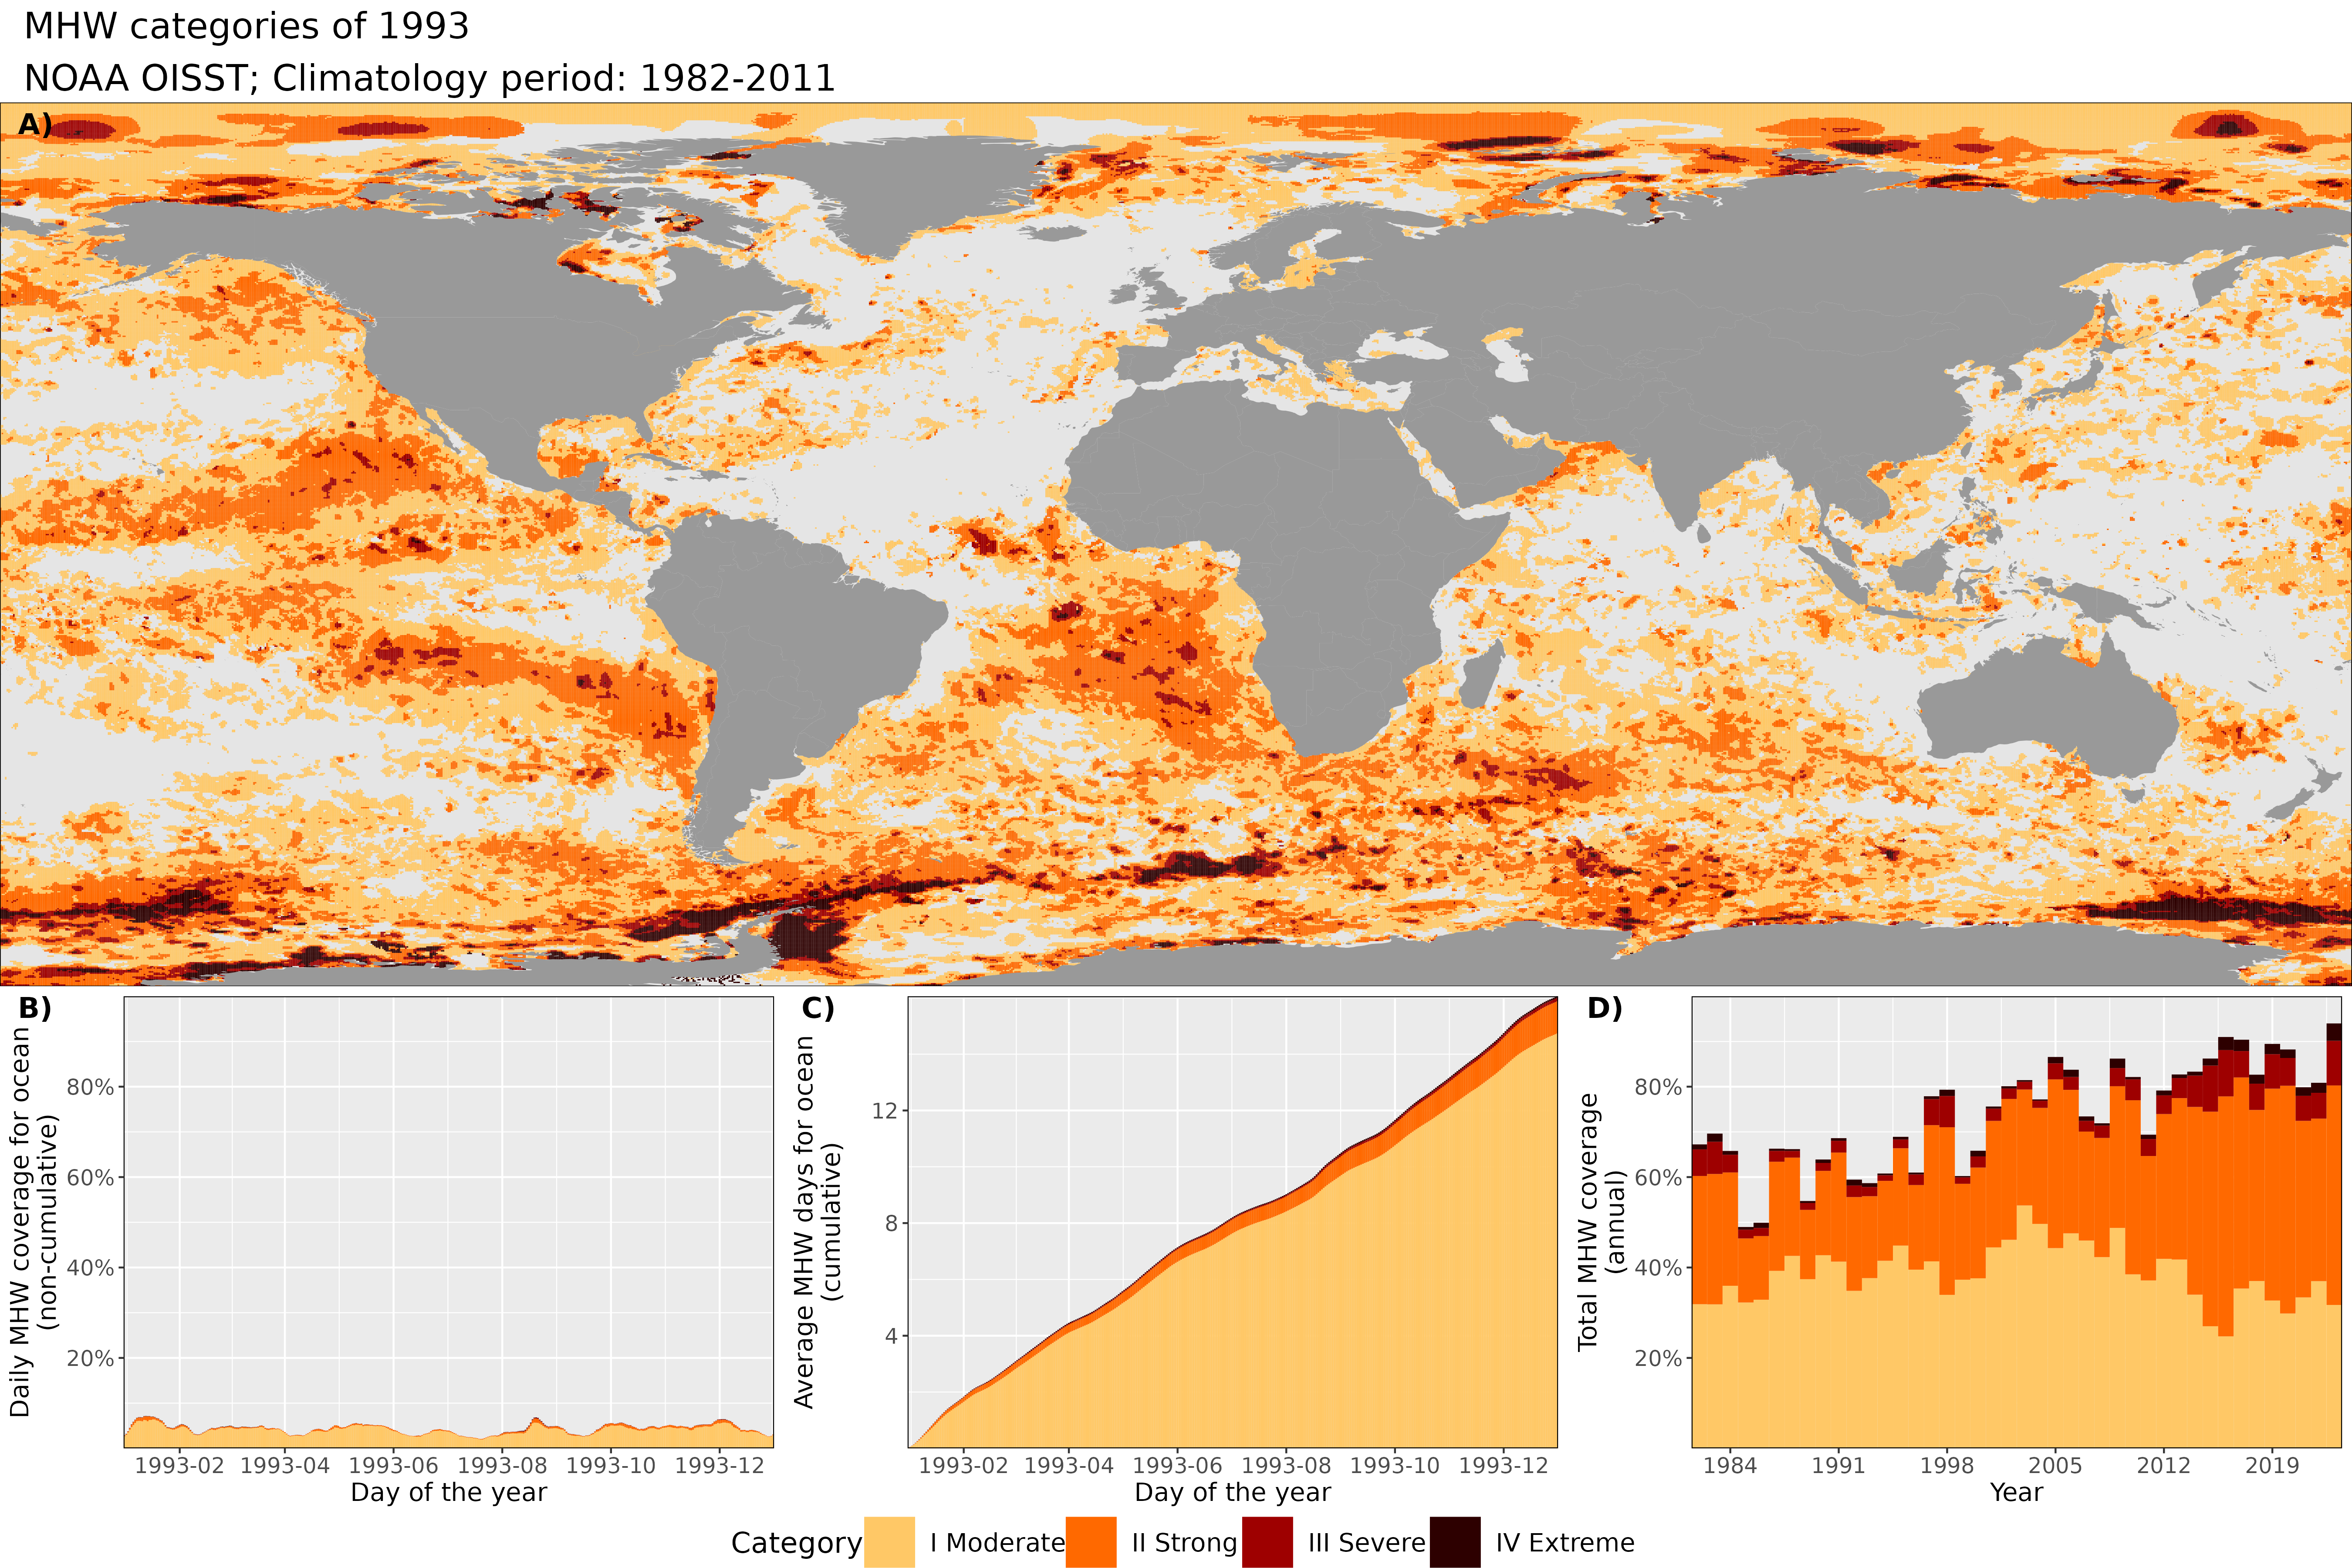 MHW categories of 1993
NOAA OISST; Climatology period: 1982-2011
A)
B)
Daily MHW coverage for ocean
(non-cumulative)
80%
60%
40%
20%
1993-02 1993-04 1993-06 1993-08 1993-10 1993-12
Day of the year
C)
Average MHW days for ocean
(cumulative)
12
8
4
1993-02 1993-04 1993-06 1993-08 1993-10 1993-12
Day of the year
D)
Total MHW coverage
(annual)
80%
60%
40%
20%
1984 1991 1998 2005 2012 2019
Year
Category I Moderate II Strong III Severe IV Extreme